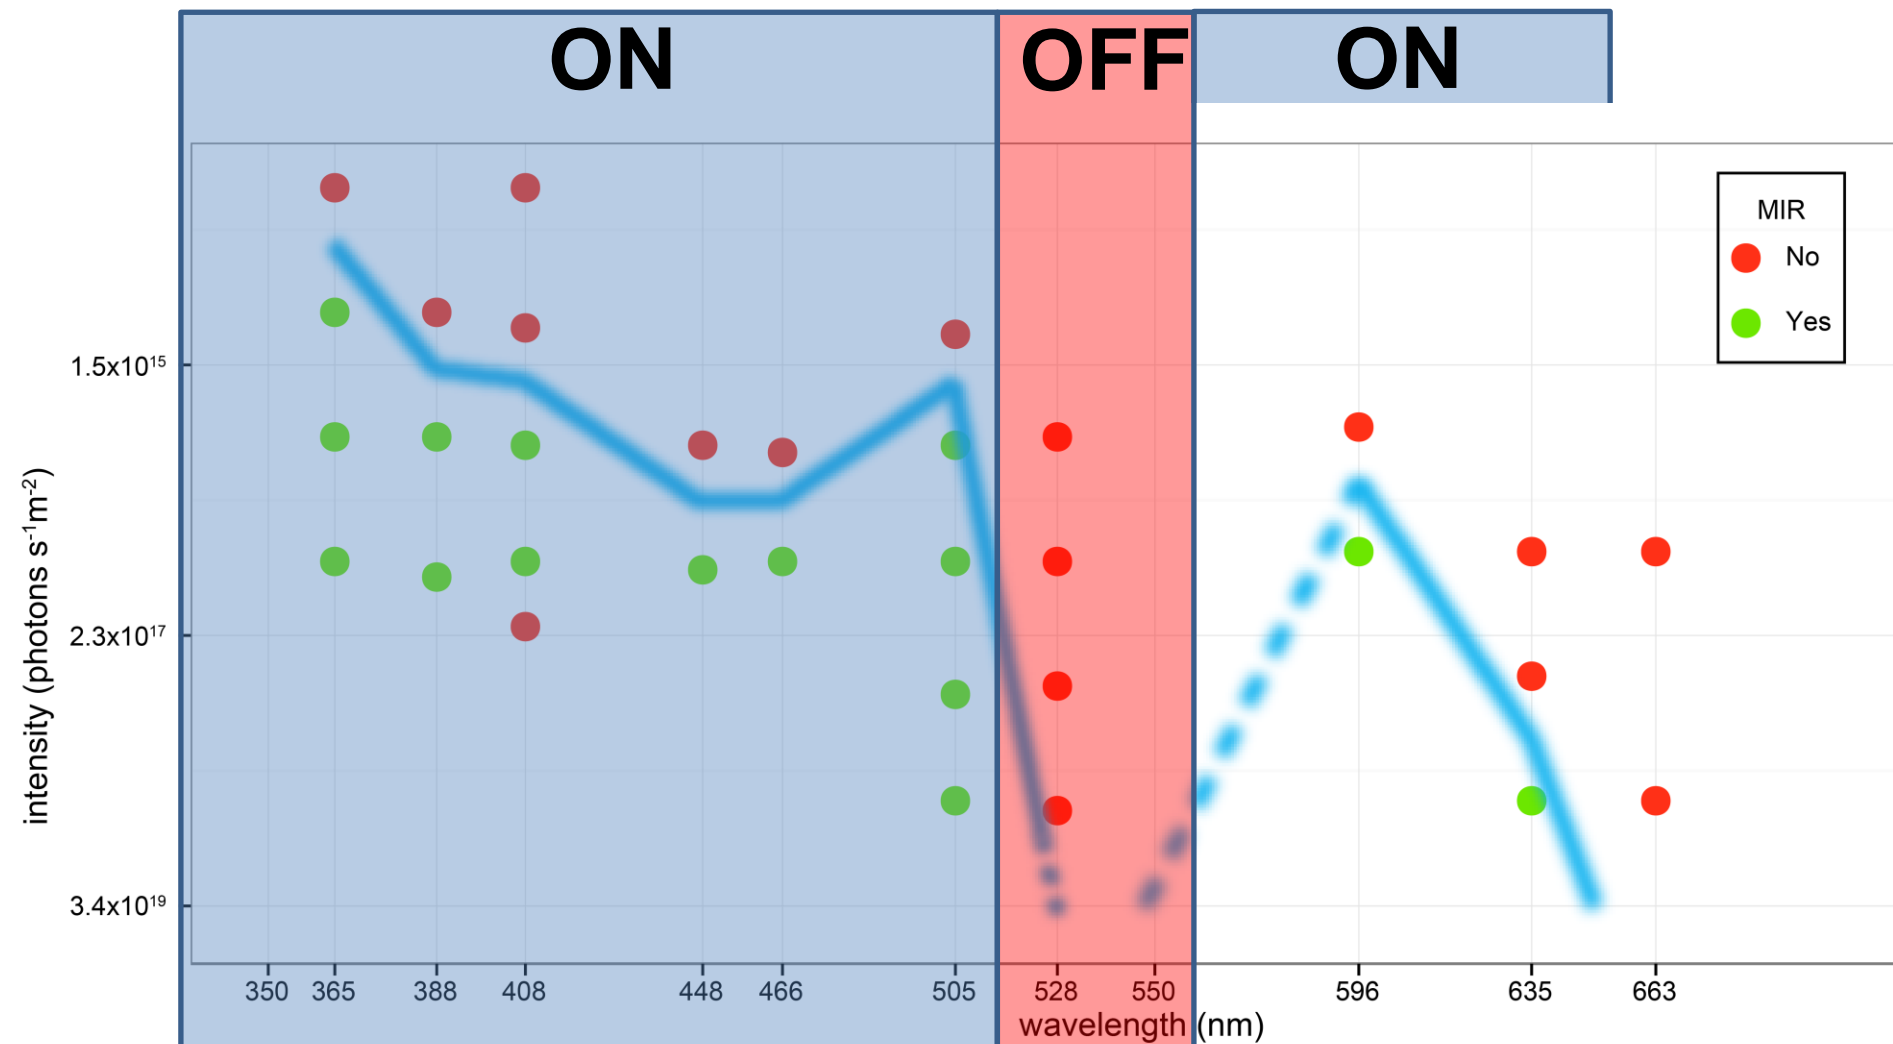 ON OFF ON
MIR
No
Yes
1.5x10¹⁵
2.3x10¹⁷
3.4x10¹⁹
intensity (photons s⁻¹m⁻²)
350 365 388 408 448 466 505 528 550 596 635 663
wavelength (nm)